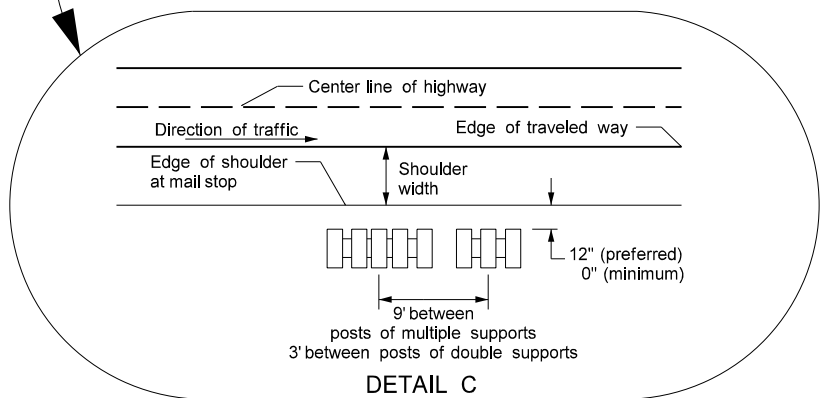 Center line of highway
Direction of traffic
Edge of traveled way
Edge of shoulder
at mail stop
Shoulder
width
12" (preferred)
0" (minimum)
9' between
posts of multiple supports
3' between posts of double supports
DETAIL C